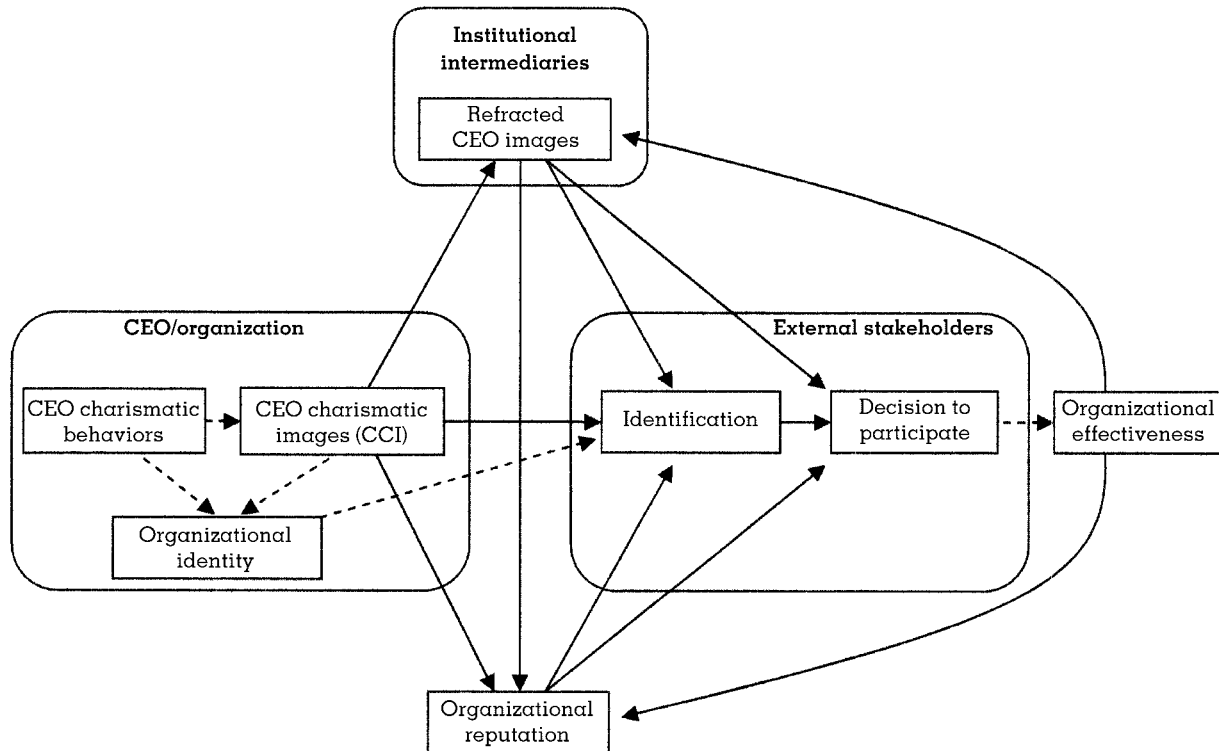 Institutional
intermediaries
Refracted
CEO images
CEO/organization
External stakeholders
CEO charismatic
behaviors
CEO charismatic
images (CCI)
Identification
Decision to
participate
Organizational
effectiveness
Organizational
identity
Organizational
reputation